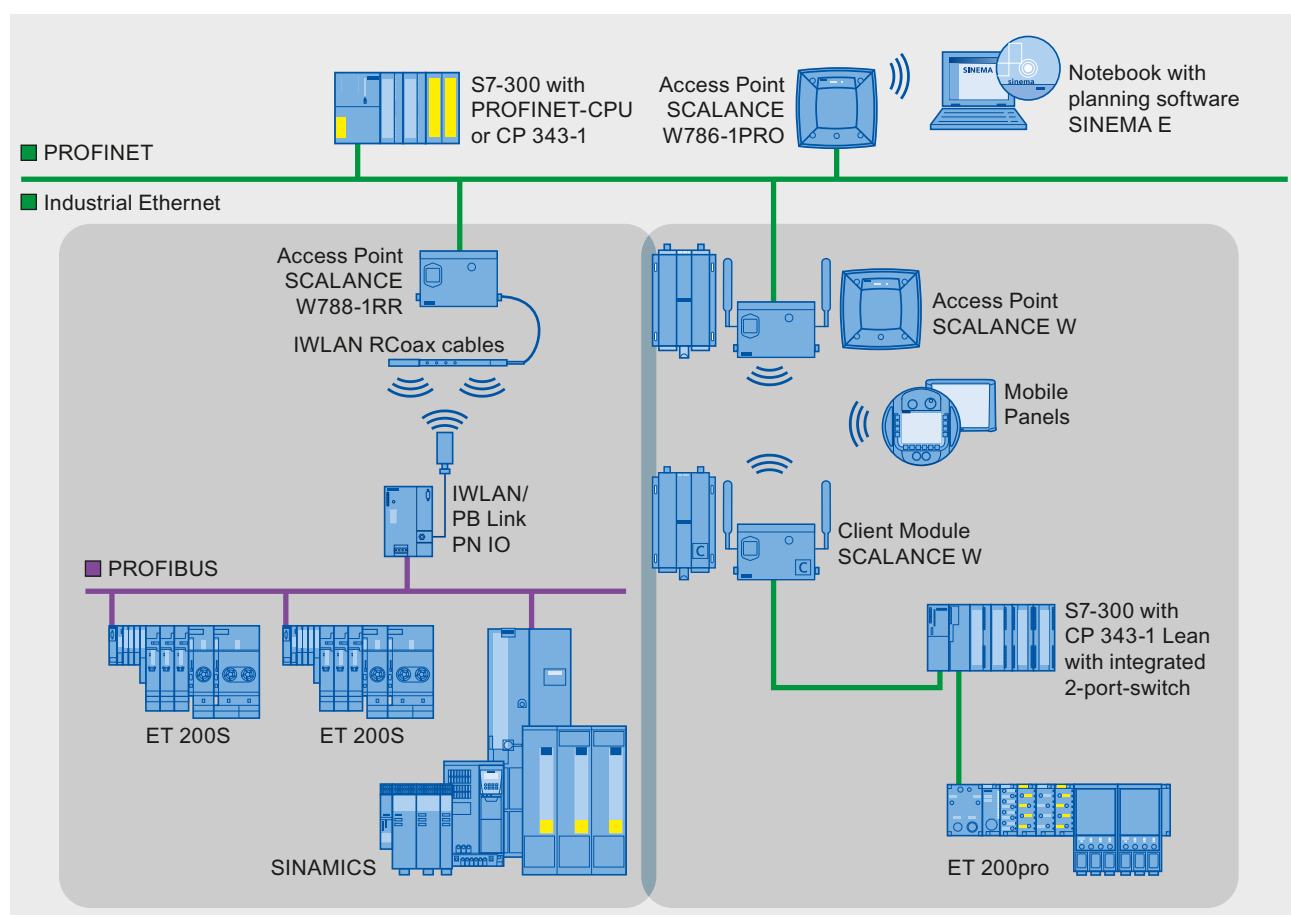 S7-300 with
PROFINET-CPU
or CP 343-1
Access Point
SCALANCE
W786-1PRO
SINEMA
sinema
Notebook with
planning software
SINEMA E
PROFINET
Industrial Ethernet
Access Point
SCALANCE
W788-1RR
IWLAN RCoax cables
Access Point
SCALANCE W
Mobile
Panels
IWLAN/
PB Link
PN IO
Client Module
SCALANCE W
C
C
PROFIBUS
S7-300 with
CP 343-1 Lean
with integrated
2-port-switch
ET 200S
ET 200S
SINAMICS
ET 200pro